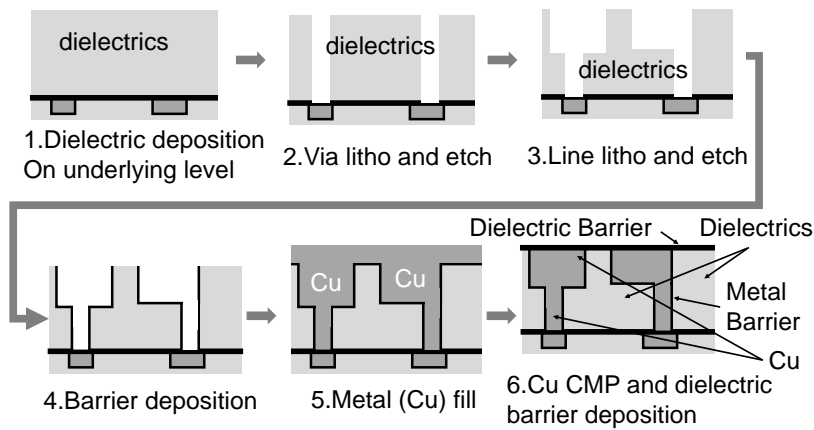 dielectrics
dielectrics
dielectrics
1.Dielectric deposition
On underlying level
2.Via litho and etch
3.Line litho and etch
Dielectric Barrier
Dielectrics
Cu
Cu
Metal
Barrier
Cu
4.Barrier deposition
5.Metal (Cu) fill
6.Cu CMP and dielectric
barrier deposition